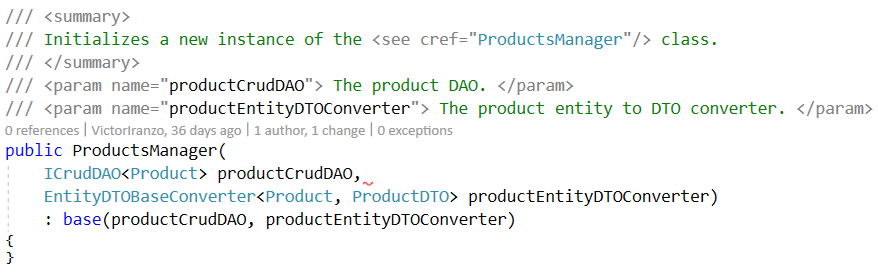 /// <summary>
/// Initializes a new instance of the <see cref="ProductsManager"/> class.
/// </summary>
/// <param name="productCrudDAO"> The product DAO. </param>
/// <param name="productEntityDTOConverter"> The product entity to DTO converter. </param>
0 references | VictorIranzo, 36 days ago | 1 author, 1 change | 0 exceptions
public ProductsManager(
    ICrudDAO<Product> productCrudDAO,
    EntityDTOBaseConverter<Product, ProductDTO> productEntityDTOConverter)
    : base(productCrudDAO, productEntityDTOConverter)
{
}